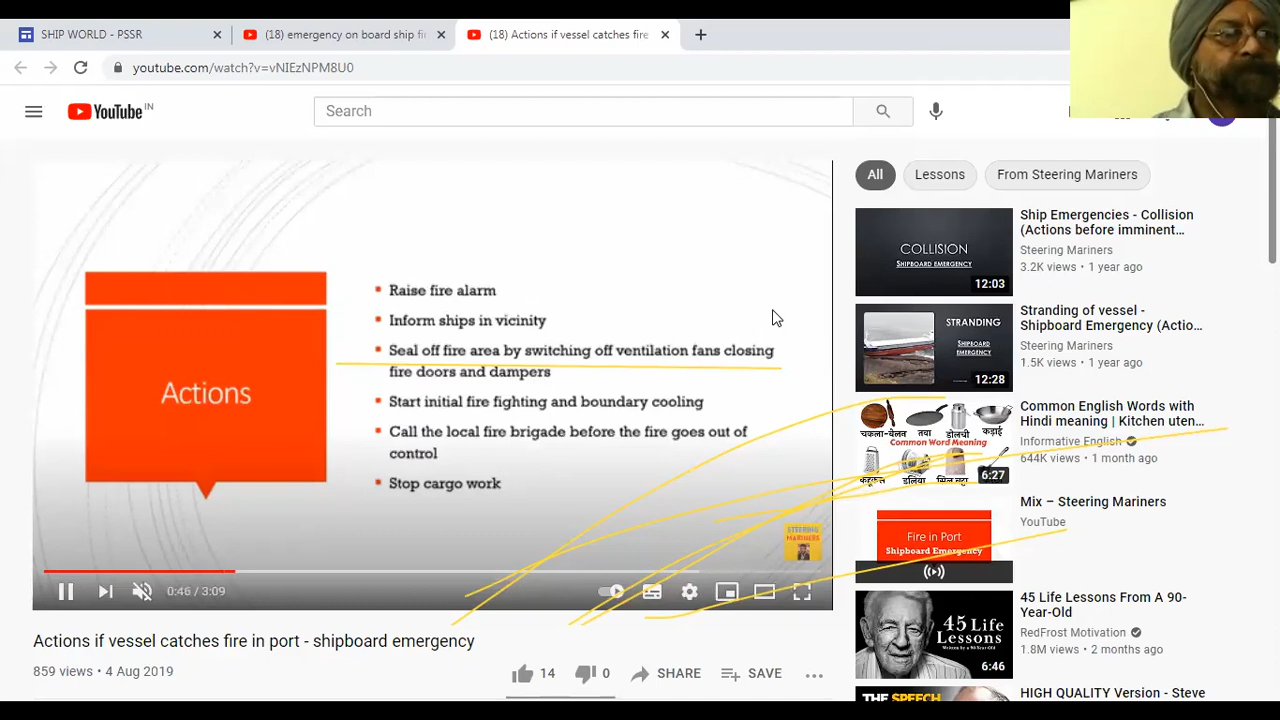 SHIP WORLD - PSSR
(18) emergency on board ship fi
(18) Actions if vessel catches fire
youtube.com/watch?v=vNIEzNPM8U0
YouTube IN
Search
All
Lessons
From Steering Mariners
Actions
Raise fire alarm
Inform ships in vicinity
Seal off fire area by switching off ventilation fans closing
fire doors and dampers
Start initial fire fighting and boundary cooling
Call the local fire brigade before the fire goes out of
control
Stop cargo work
STEERING
MARINERS
0:46 / 3:09
Actions if vessel catches fire in port - shipboard emergency
859 views • 4 Aug 2019
14
0
SHARE
SAVE
COLLISION
SHIPBOARD EMERGENCY
12:03
Ship Emergencies - Collision
(Actions before imminent...
Steering Mariners
3.2K views • 1 year ago
STRANDING
SHIPBOARD
EMERGENCY
12:28
Stranding of vessel -
Shipboard Emergency (Actio...
Steering Mariners
1.5K views • 1 year ago
चकला-बेलन तवा डोलची कड़ाई
Common Word Meaning
6:27
Common English Words with
Hindi meaning | Kitchen uten...
Informative English
644K views • 1 month ago
Fire in Port
Shipboard Emergency
Mix – Steering Mariners
YouTube
45 Life
Lessons
6:46
45 Life Lessons From A 90-
Year-Old
RedFrost Motivation
1.8M views • 2 months ago
THE SPEECH
HIGH QUALITY Version - Steve